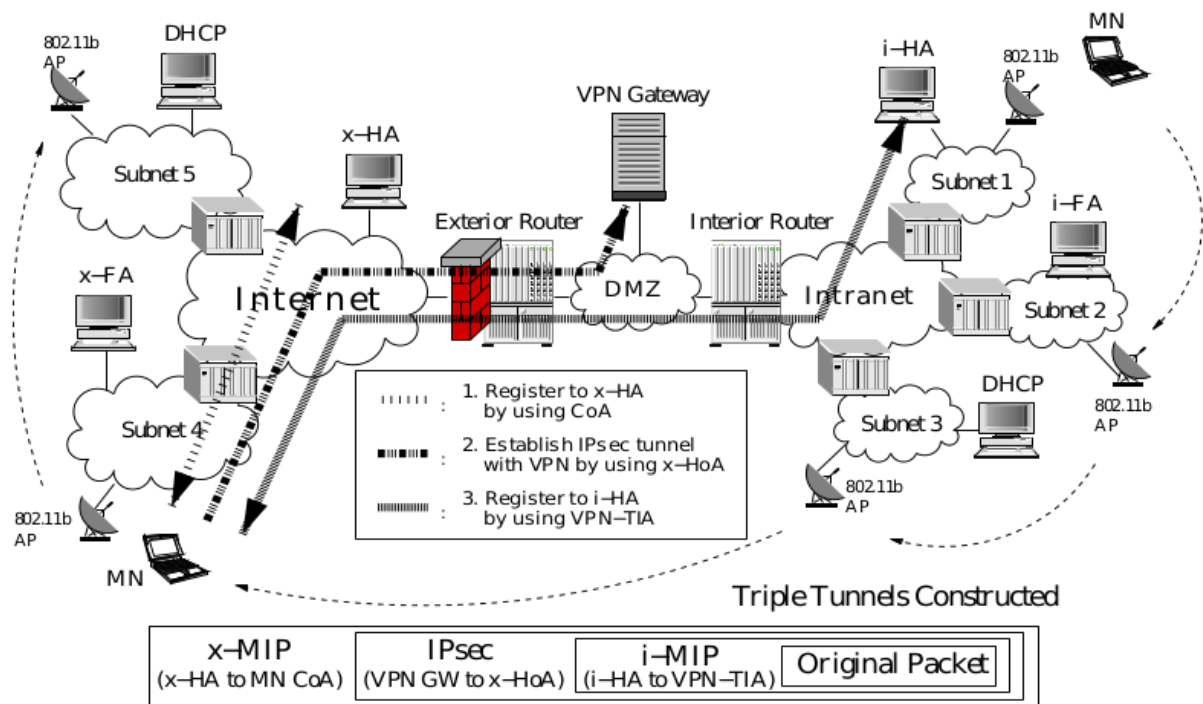 DHCP
802.11b
AP
x-HA
Subnet 5
VPN Gateway
i-HA
802.11b
AP
MN
Subnet 1
i-FA
Exterior Router
Interior Router
x-FA
Internet
DMZ
Intranet
Subnet 2
Subnet 4
802.11b
AP
MN
1. Register to x-HA
by using CoA
: 2. Establish IPsec tunnel
with VPN by using x-HoA
: 3. Register to i-HA
: by using VPN-TIA
Subnet 3
DHCP
802.11b
AP
802.11b
AP
Triple Tunnels Constructed
x-MIP
(x-HA to MN CoA)
IPsec
(VPN GW to x-HoA)
i-MIP
(i-HA to VPN-TIA)
Original Packet